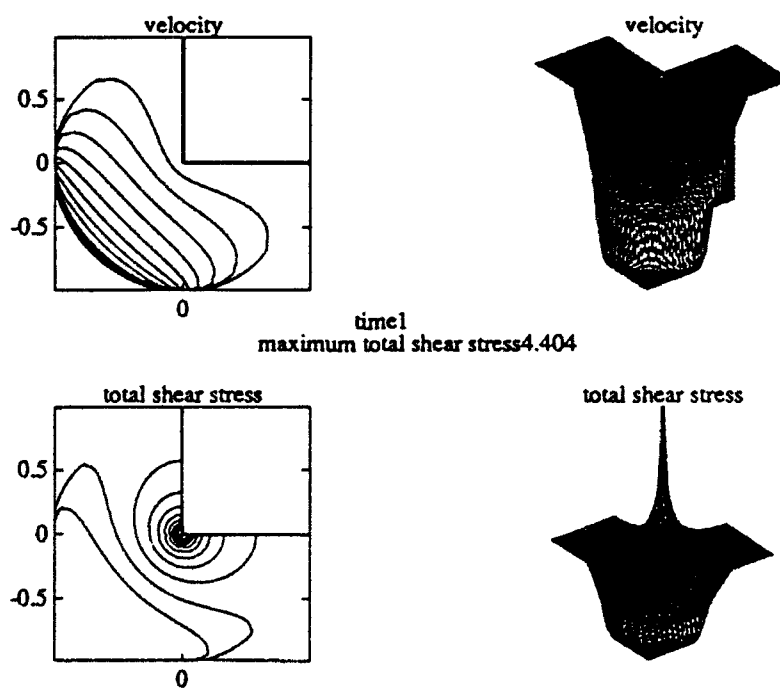 velocity
velocity
0.5
0
-0.5
0
time1
maximum total shear stress4.404
total shear stress
total shear stress
0.5
0
-0.5
0